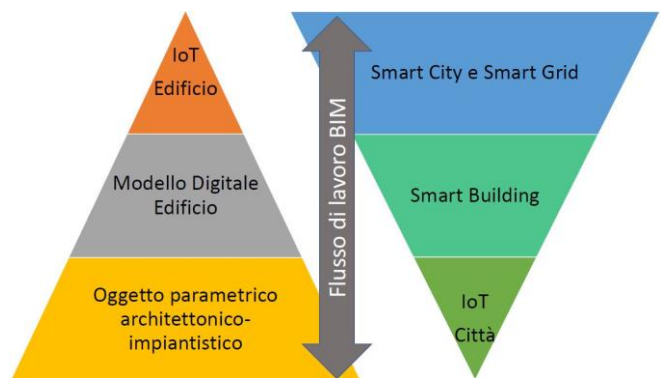 IoT
Edificio
Modello Digitale
Edificio
Oggetto parametrico
architettonico-
impiantistico
Flusso di lavoro BIM
Smart City e Smart Grid
Smart Building
IoT
Città